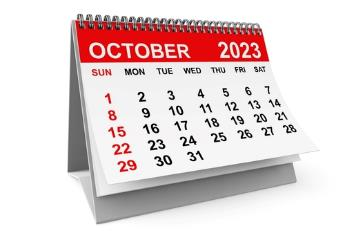 OCTOBER 2023
SUN MON TUE WED THU FRI SAT
1 2 3 4 5 6 7
8 9 10 11 12 13 14
15 16 17 18 19 20 21
22 23 24 25 26 27 28
29 30 31